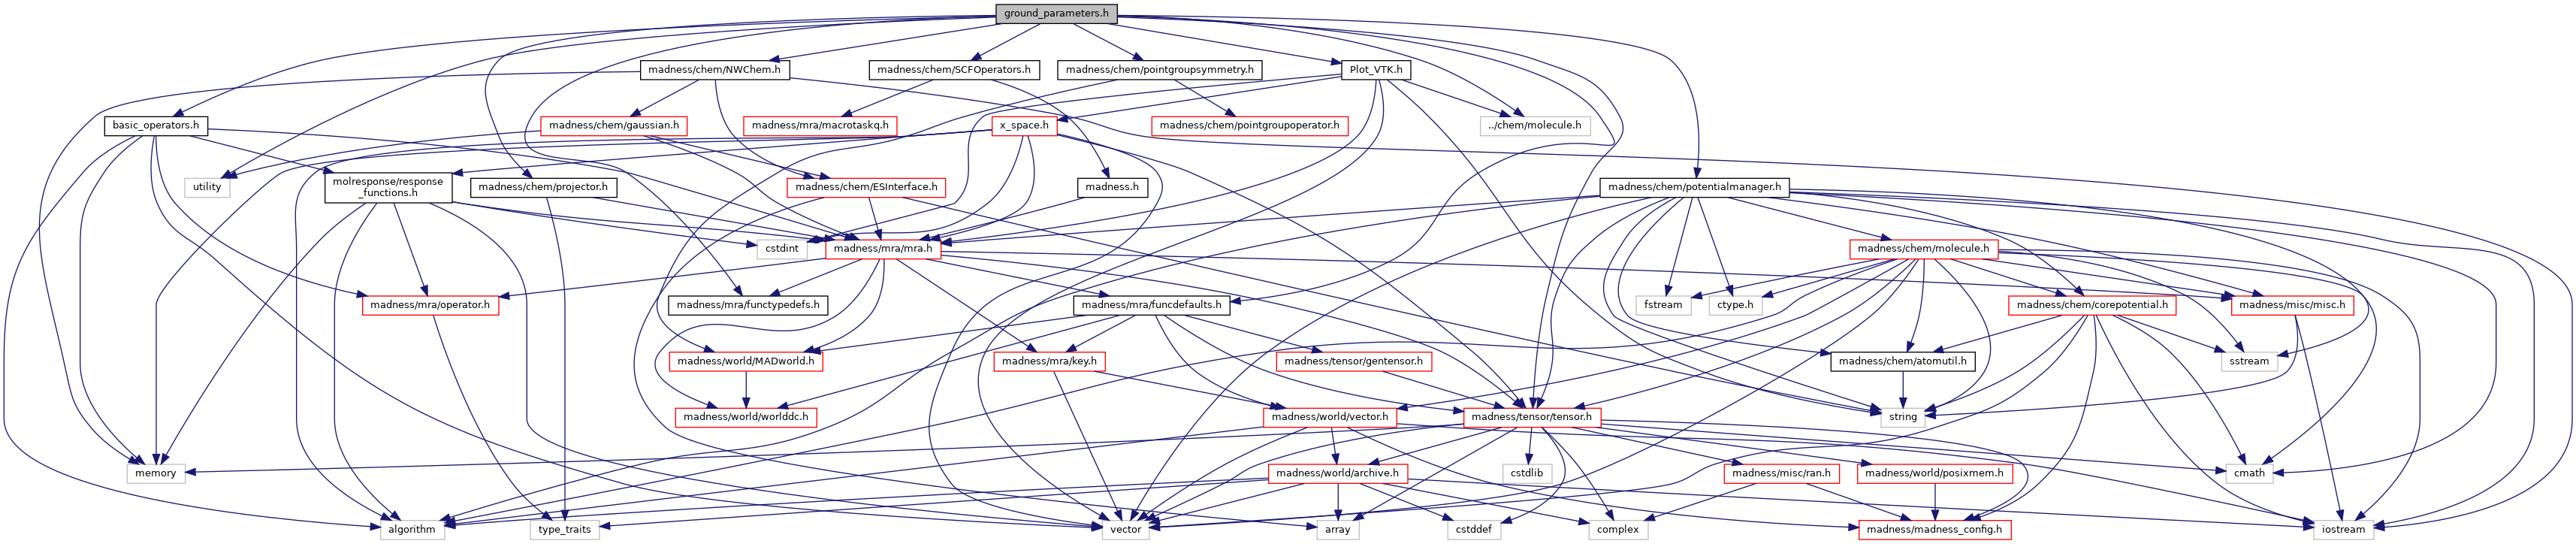 ground_parameters.h
madness/chem/NWChem.h
madness/chem/SCFOperators.h
madness/chem/pointgroupsymmetry.h
Plot_VTK.h
basic_operators.h
madness/chem/gaussian.h
madness/mra/macrotaskq.h
x_space.h
madness/chem/pointgroupoperator.h
../chem/molecule.h
utility
molresponse/response
_functions.h
madness/chem/projector.h
madness/chem/ESInterface.h
madness.h
madness/chem/potentialmanager.h
cstdint
madness/mra/mra.h
madness/chem/molecule.h
madness/mra/operator.h
madness/mra/functypedefs.h
madness/mra/funcdefaults.h
fstream
ctype.h
madness/chem/corepotential.h
madness/misc/misc.h
madness/world/MADworld.h
madness/mra/key.h
madness/tensor/gentensor.h
madness/chem/atomutil.h
sstream
madness/world/worlddc.h
madness/world/vector.h
madness/tensor/tensor.h
string
memory
madness/world/archive.h
cstdlib
madness/misc/ran.h
madness/world/posixmem.h
cmath
algorithm
type_traits
vector
array
cstddef
complex
madness/madness_config.h
iostream